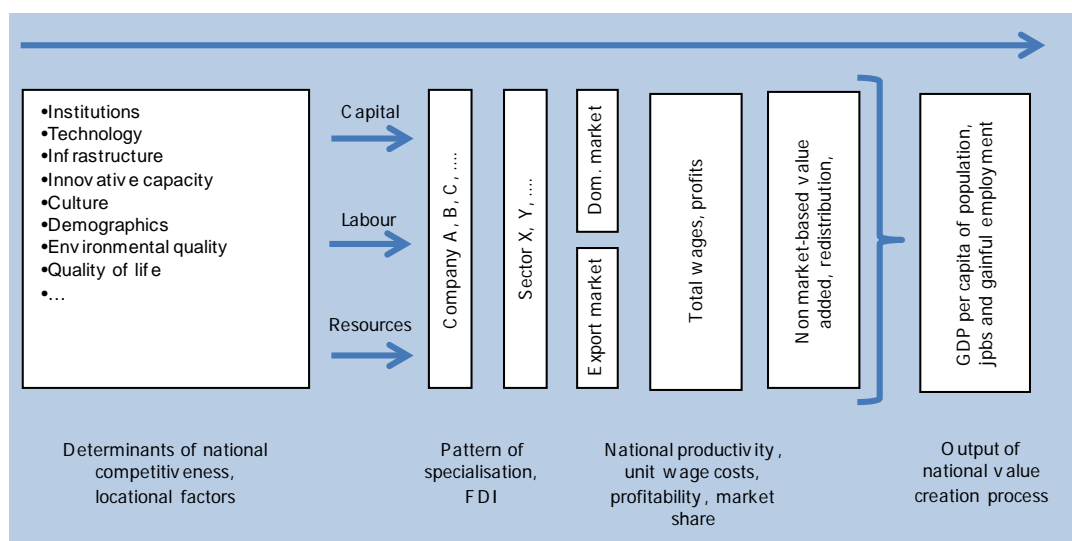 •Institutions
•Technology
•Infrastructure
•Innovative capacity
•Culture
•Demographics
•Environmental quality
•Quality of life
•...
Capital
Labour
Resources
Company A, B, C, ....
Sector X, Y, ....
Dom. market
Export market
Total wages, profits
Non market-based value
added, redistribution,
GDP per capita of population,
jpbs and gainful employment
Determinants of national
competitiveness,
locational factors
Pattern of
specialisation,
FDI
National productivity,
unit wage costs,
profitability, market
share
Output of
national value
creation process